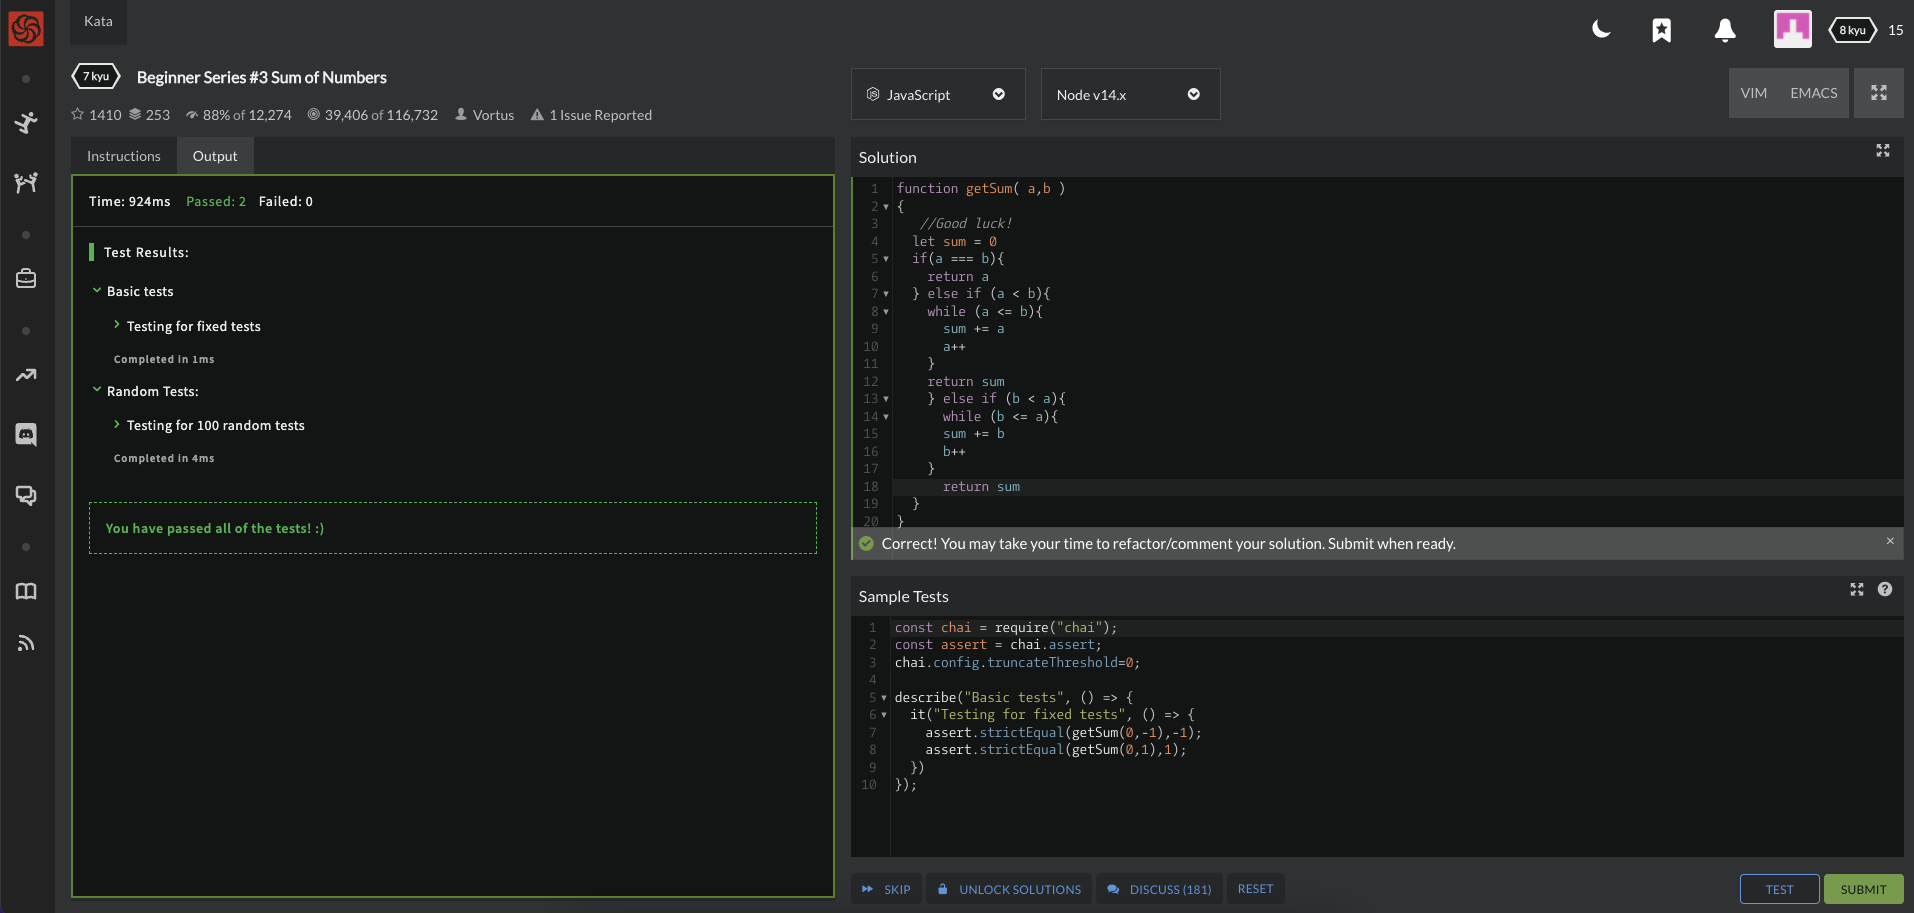 Kata
8 kyu
15
7 kyu
Beginner Series #3 Sum of Numbers
1410 253 88% of 12,274 39,406 of 116,732 Vortus 1 Issue Reported
JavaScript
Node v14.x
VIM EMACS
Instructions
Output
Time: 924ms Passed: 2 Failed: 0
Test Results:
Basic tests
Testing for fixed tests
Completed in 1ms
Random Tests:
Testing for 100 random tests
Completed in 4ms
You have passed all of the tests! :)
Solution
1 function getSum( a,b )
2 {
3    //Good luck!
4   let sum = 0
5   if(a === b){
6     return a
7   } else if (a < b){
8     while (a <= b){
9       sum += a
10       a++
11     }
12     return sum
13     } else if (b < a){
14       while (b <= a){
15       sum += b
16       b++
17     }
18       return sum
19   }
20 }
Correct! You may take your time to refactor/comment your solution. Submit when ready.
×
Sample Tests
1 const chai = require("chai");
2 const assert = chai.assert;
3 chai.config.truncateThreshold=0;
4
5 describe("Basic tests", () => {
6   it("Testing for fixed tests", () => {
7     assert.strictEqual(getSum(0,-1),-1);
8     assert.strictEqual(getSum(0,1),1);
9   })
10 });
SKIP
UNLOCK SOLUTIONS
DISCUSS (181)
RESET
TEST
SUBMIT